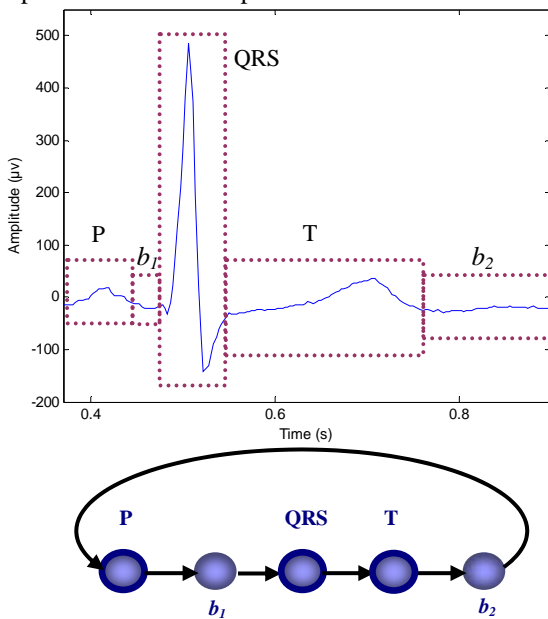 500
QRS
400
300
Amplitude (μv)
200
P
b1
T
b2
100
0
-100
-200
0.4
0.6
0.8
Time (s)
P
QRS
T
b1
b2